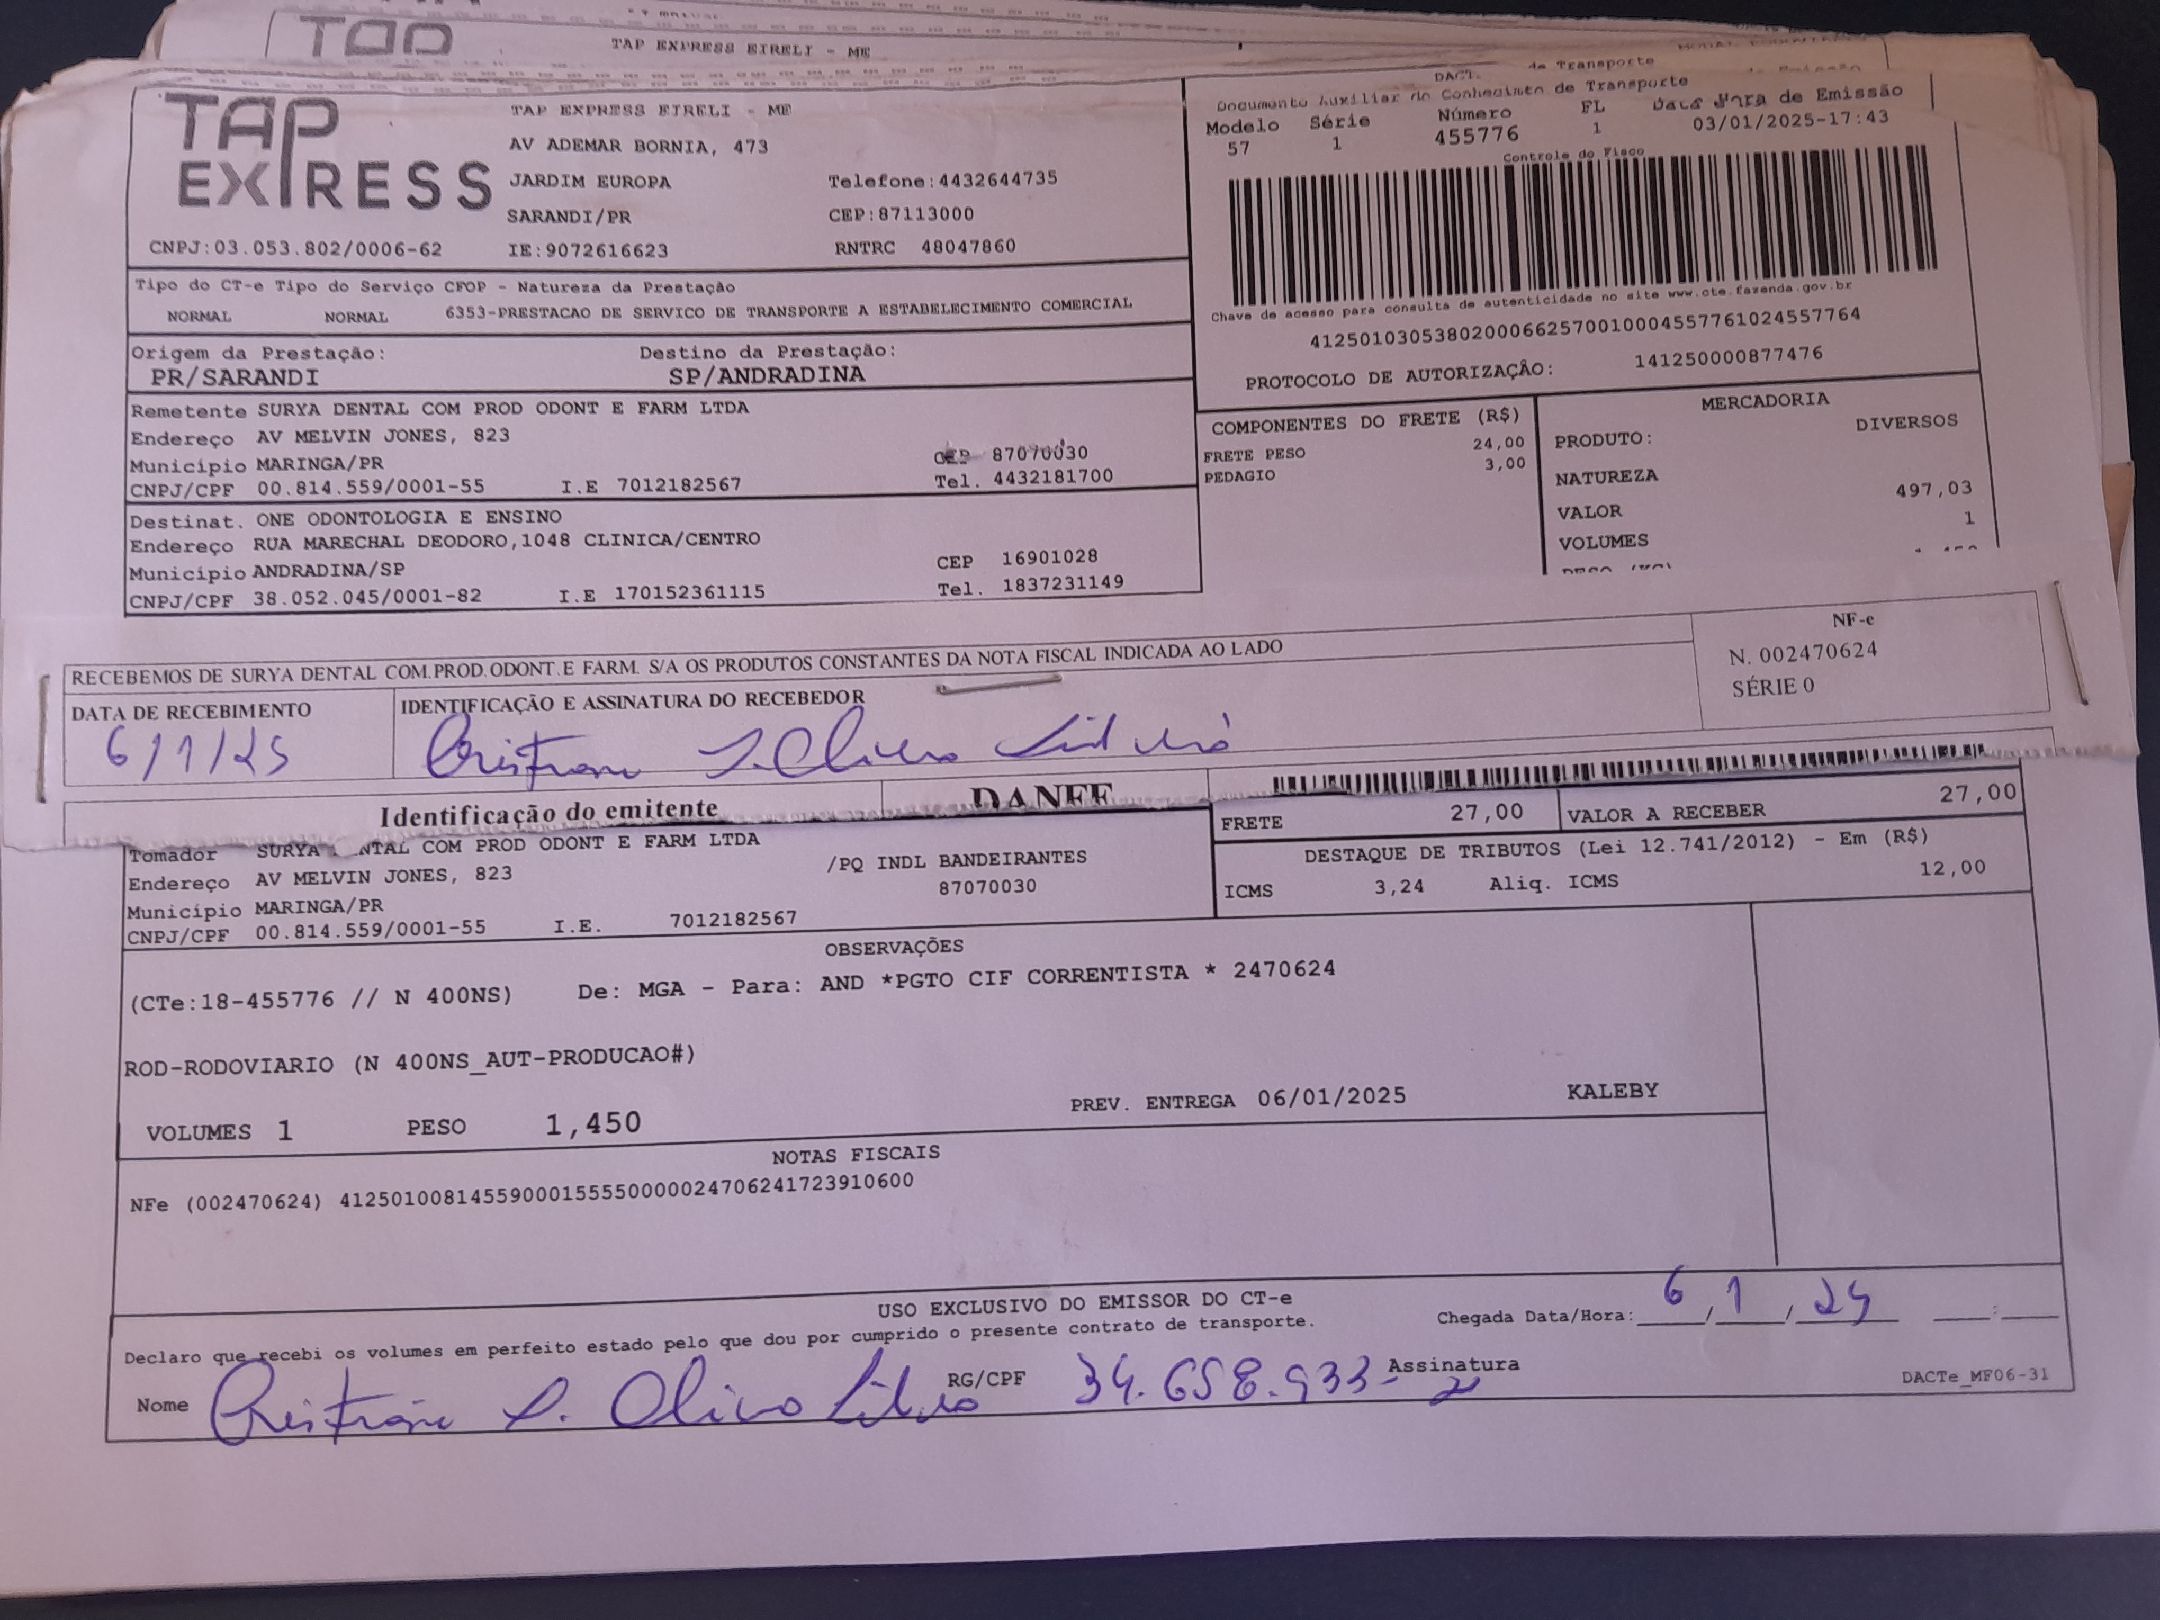 TAP EXPRESS EIRELI - ME
TAP
EXPRESS
TAP EXPRESS EIRELI - ME
AV ADEMAR BORNIA, 473
JARDIM EUROPA Telefone:4432644735
SARANDI/PR CEP:87113000
CNPJ:03.053.802/0006-62 IE:9072616623 RNTRC 48047860
de Transporte
Documento Auxiliar do Conhecimento de Transporte
Modelo Série Número FL Data Hora de Emissão
57 1 455776 1 03/01/2025-17:43
Controle do Fisco
Chave de acesso para consulta de autenticidade no site www.cte.fazenda.gov.br
41250103053802000662570010004557761024557764
PROTOCOLO DE AUTORIZAÇÃO: 141250000877476
Tipo do CT-e Tipo do Serviço CFOP - Natureza da Prestação
NORMAL NORMAL 6353-PRESTACAO DE SERVICO DE TRANSPORTE A ESTABELECIMENTO COMERCIAL
Origem da Prestação: Destino da Prestação:
PR/SARANDI SP/ANDRADINA
Remetente SURYA DENTAL COM PROD ODONT E FARM LTDA
Endereço AV MELVIN JONES, 823
Município MARINGA/PR CEP 87070030
CNPJ/CPF 00.814.559/0001-55 I.E 7012182567 Tel. 4432181700
Destinat. ONE ODONTOLOGIA E ENSINO
Endereço RUA MARECHAL DEODORO,1048 CLINICA/CENTRO
Município ANDRADINA/SP CEP 16901028
CNPJ/CPF 38.052.045/0001-82 I.E 170152361115 Tel. 1837231149
COMPONENTES DO FRETE (R$)
FRETE PESO 24,00
PEDAGIO 3,00
MERCADORIA
PRODUTO: DIVERSOS
NATUREZA
VALOR 497,03
VOLUMES 1
RECEBEMOS DE SURYA DENTAL COM.PROD.ODONT.E FARM. S/A OS PRODUTOS CONSTANTES DA NOTA FISCAL INDICADA AO LADO
NF-e
N. 002470624
SÉRIE 0
DATA DE RECEBIMENTO IDENTIFICAÇÃO E ASSINATURA DO RECEBEDOR
6/1/25
Identificação do emitente DANFE
FRETE 27,00 VALOR A RECEBER 27,00
DESTAQUE DE TRIBUTOS (Lei 12.741/2012) - Em (R$)
ICMS 3,24 Aliq. ICMS 12,00
Tomador SURYA DENTAL COM PROD ODONT E FARM LTDA
Endereço AV MELVIN JONES, 823 /PQ INDL BANDEIRANTES
Município MARINGA/PR 87070030
CNPJ/CPF 00.814.559/0001-55 I.E. 7012182567
OBSERVAÇÕES
(CTe:18-455776 // N 400NS) De: MGA - Para: AND *PGTO CIF CORRENTISTA * 2470624
ROD-RODOVIARIO (N 400NS_AUT-PRODUCAO#)
VOLUMES 1 PESO 1,450 PREV. ENTREGA 06/01/2025 KALEBY
NOTAS FISCAIS
NFe (002470624) 41250100814559000155550000024706241723910600
USO EXCLUSIVO DO EMISSOR DO CT-e
Declaro que recebi os volumes em perfeito estado pelo que dou por cumprido o presente contrato de transporte.
Chegada Data/Hora: 6/1/25 :
Nome RG/CPF 34.658.933-2 Assinatura
DACTe_MF06-31